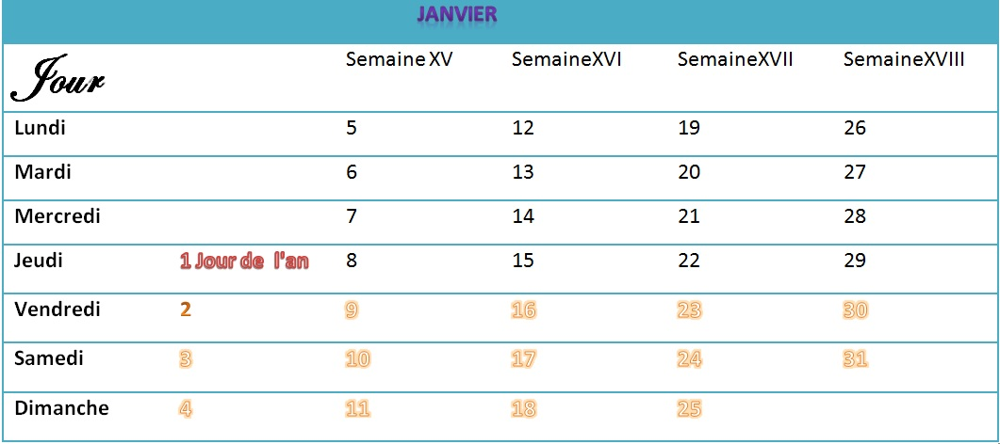 JANVIER
Jour Semaine XV SemaineXVI SemaineXVII SemaineXVIII
Lundi 5 12 19 26
Mardi 6 13 20 27
Mercredi 7 14 21 28
Jeudi 1 Jour de l'an 8 15 22 29
Vendredi 2 9 16 23 30
Samedi 3 10 17 24 31
Dimanche 4 11 18 25